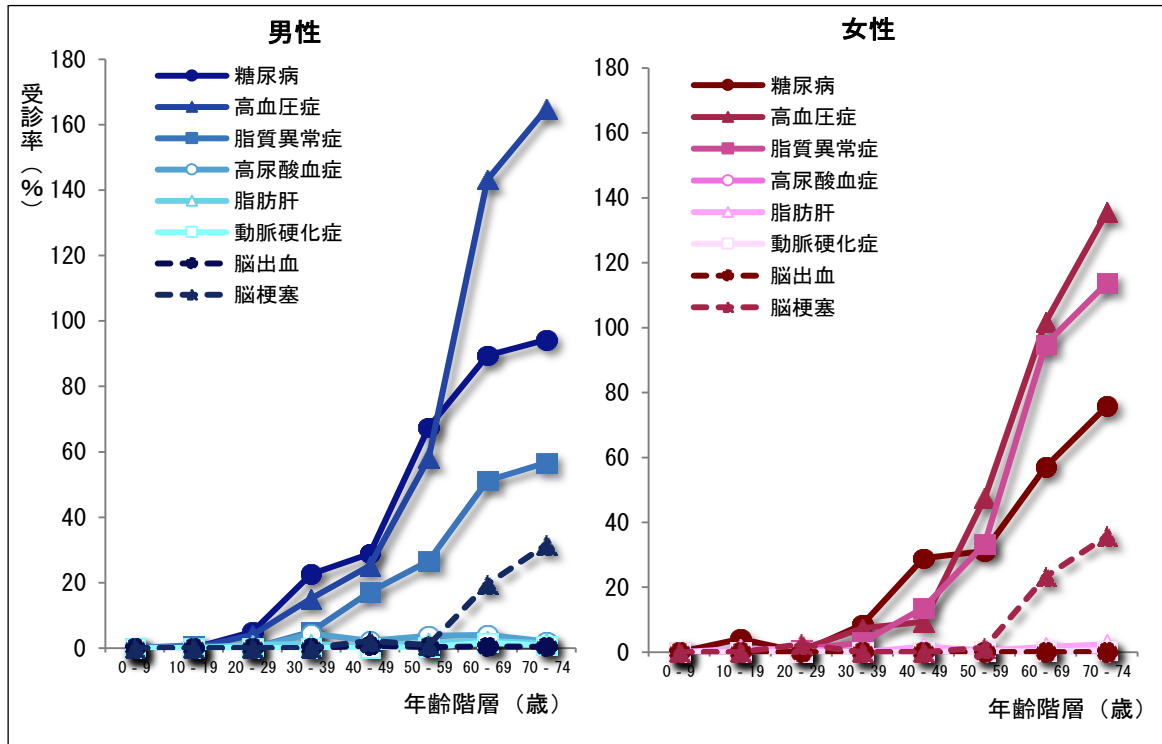 男性
180
160
140
120
100
80
60
40
20
0
受診率（%）
糖尿病
高血圧症
脂質異常症
高尿酸血症
脂肪肝
動脈硬化症
脳出血
脳梗塞
0 - 9 10 - 19 20 - 29 30 - 39 40 - 49 50 - 59 60 - 69 70 - 74
年齢階層（歳）
女性
180
160
140
120
100
80
60
40
20
0
糖尿病
高血圧症
脂質異常症
高尿酸血症
脂肪肝
動脈硬化症
脳出血
脳梗塞
0 - 9 10 - 19 20 - 29 30 - 39 40 - 49 50 - 59 60 - 69 70 - 74
年齢階層（歳）